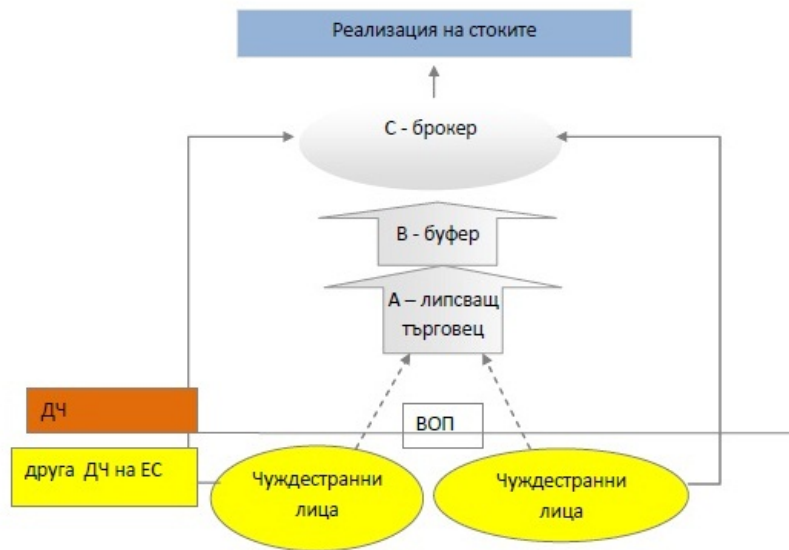 Реализация на стоките
С - брокер
В - буфер
А – липсващ
търговец
ДЧ
ВОП
друга ДЧ на ЕС
Чуждестранни
лица
Чуждестранни
лица